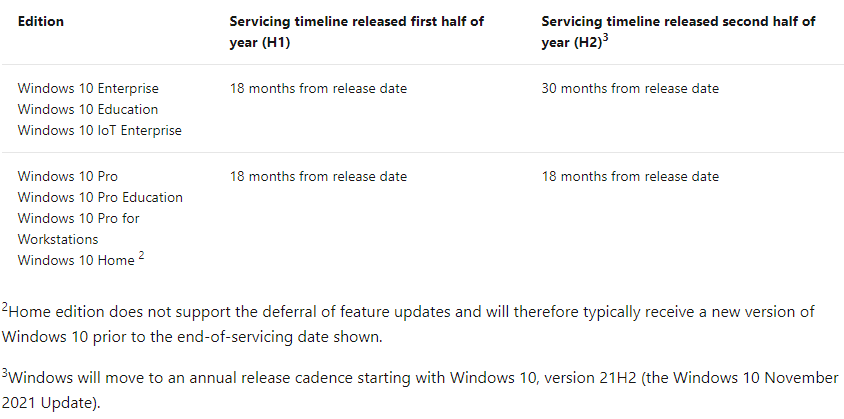 Edition
Servicing timeline released first half of
year (H1)
Servicing timeline released second half of
year (H2)3
Windows 10 Enterprise
Windows 10 Education
Windows 10 IoT Enterprise
18 months from release date
30 months from release date
Windows 10 Pro
Windows 10 Pro Education
Windows 10 Pro for
Workstations
Windows 10 Home 2
18 months from release date
18 months from release date
2Home edition does not support the deferral of feature updates and will therefore typically receive a new version of
Windows 10 prior to the end-of-servicing date shown.
3Windows will move to an annual release cadence starting with Windows 10, version 21H2 (the Windows 10 November
2021 Update).